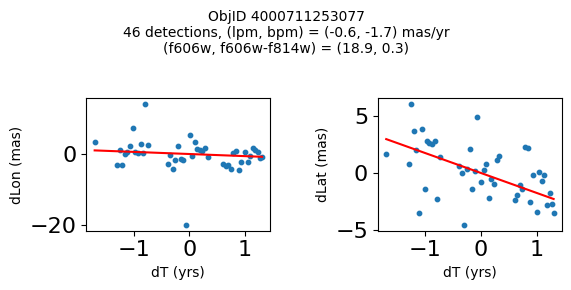 ObjID 4000711253077
46 detections, (lpm, bpm) = (-0.6, -1.7) mas/yr
(f606w, f606w-f814w) = (18.9, 0.3)
dLon (mas)
0
−20
−1
0
1
dT (yrs)
dLat (mas)
5
0
−5
−1
0
1
dT (yrs)